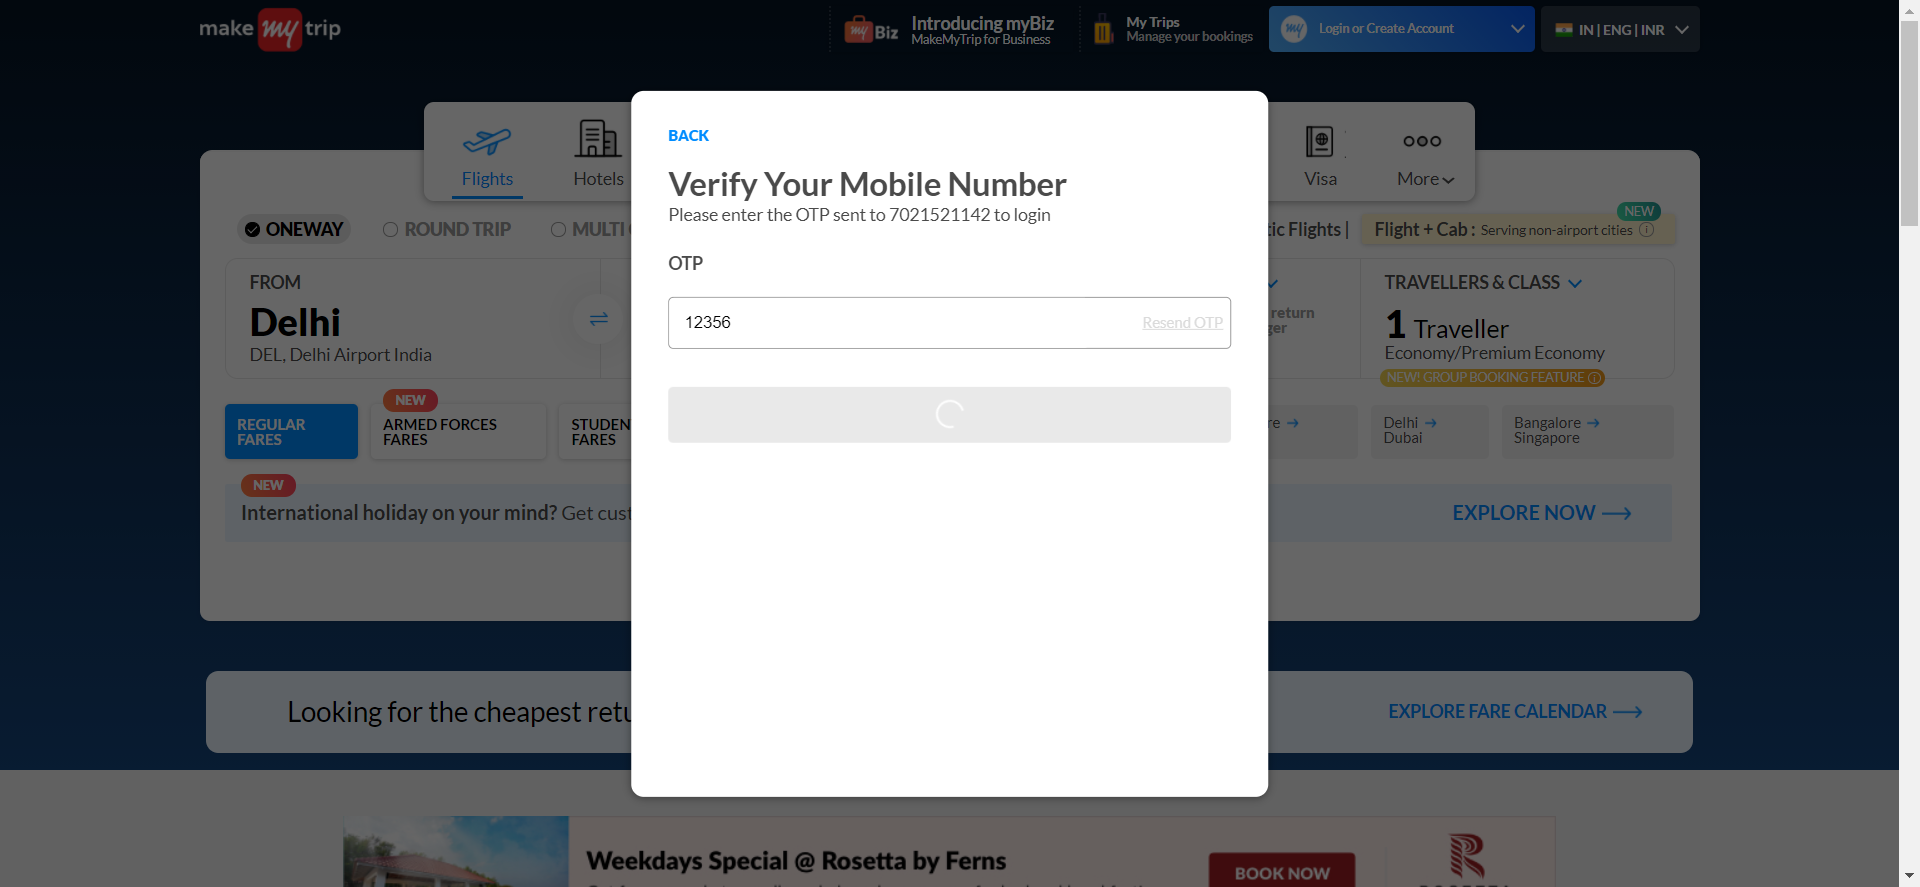 make my trip
my Biz
Introducing myBiz
MakeMyTrip for Business
My Trips
Manage your bookings
my
Login or Create Account
IN | ENG | INR
Flights
Hotels
Visa
More
BACK
Verify Your Mobile Number
Please enter the OTP sent to 7021521142 to login
OTP
12356
Resend OTP
ONEWAY
ROUND TRIP
MULTI
tic Flights |
NEW
Flight + Cab : Serving non-airport cities
FROM
Delhi
DEL, Delhi Airport India
return
ger
TRAVELLERS & CLASS
1 Traveller
Economy/Premium Economy
NEW! GROUP BOOKING FEATURE
REGULAR
FARES
NEW
ARMED FORCES
FARES
STUDEN
FARES
re
Delhi
Dubai
Bangalore
Singapore
NEW
International holiday on your mind? Get cust
EXPLORE NOW
Looking for the cheapest retu
EXPLORE FARE CALENDAR
Weekdays Special @ Rosetta by Ferns
BOOK NOW